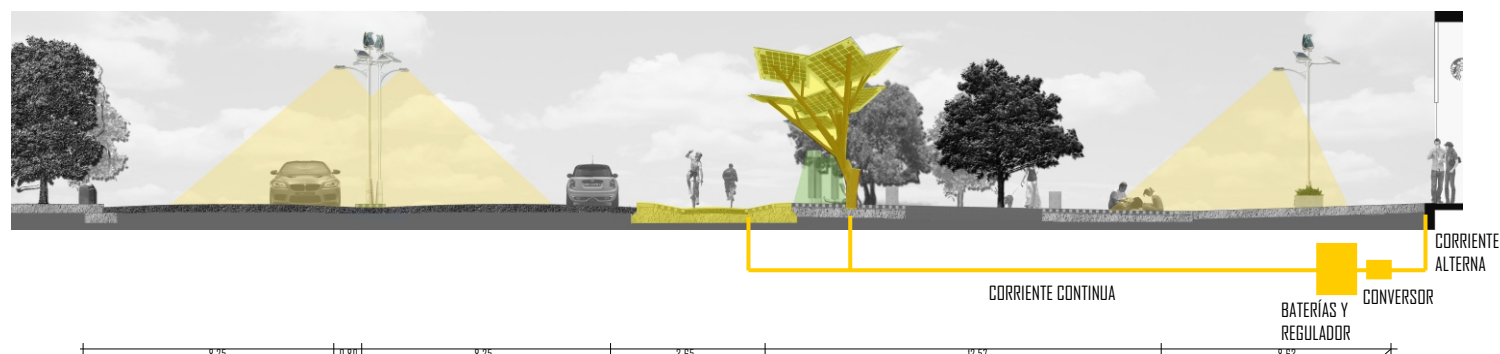 CORRIENTE
ALTERNA
CORRIENTE CONTINUA
BATERÍAS Y
REGULADOR
CONVERSOR